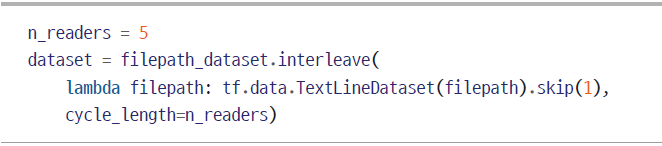 n_readers = 5
dataset = filepath_dataset.interleave(
    lambda filepath: tf.data.TextLineDataset(filepath).skip(1),
    cycle_length=n_readers)